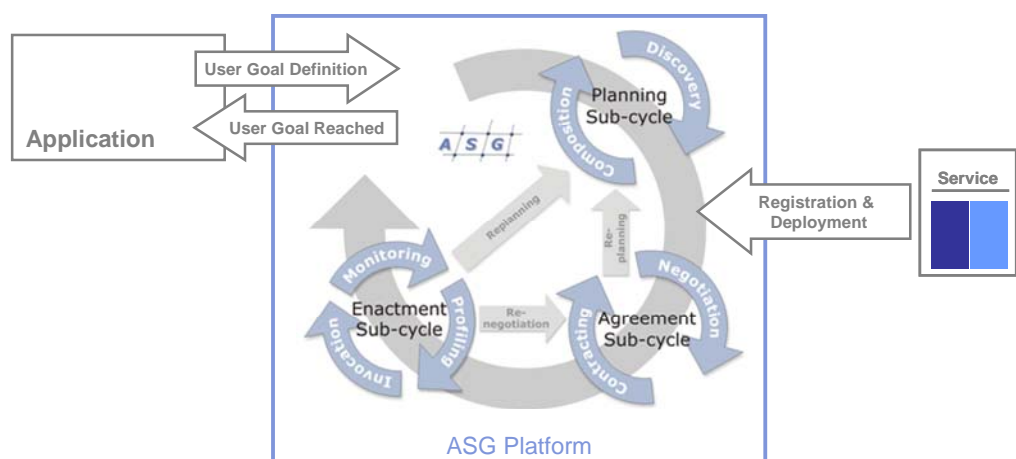 User Goal Definition
User Goal Reached
Application
A S G
Discovery
Planning
Sub-cycle
Composition
Service
Registration &
Deployment
Replanning
Re-
planning
Monitoring
Enactment
Sub-cycle
Profiling
Invocation
Re-
negotiation
Negotiation
Agreement
Sub-cycle
Contracting
ASG Platform